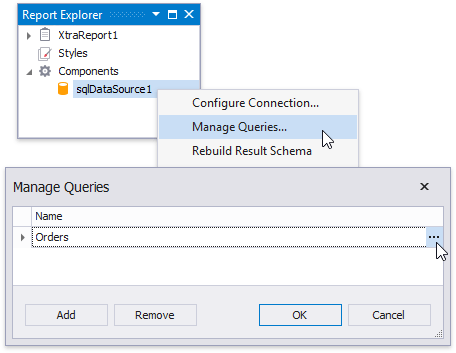 Report Explorer
XtraReport1
Styles
Components
sqlDataSource1
Configure Connection...
Manage Queries...
Rebuild Result Schema
Manage Queries
Name
Orders
...
Add
Remove
OK
Cancel